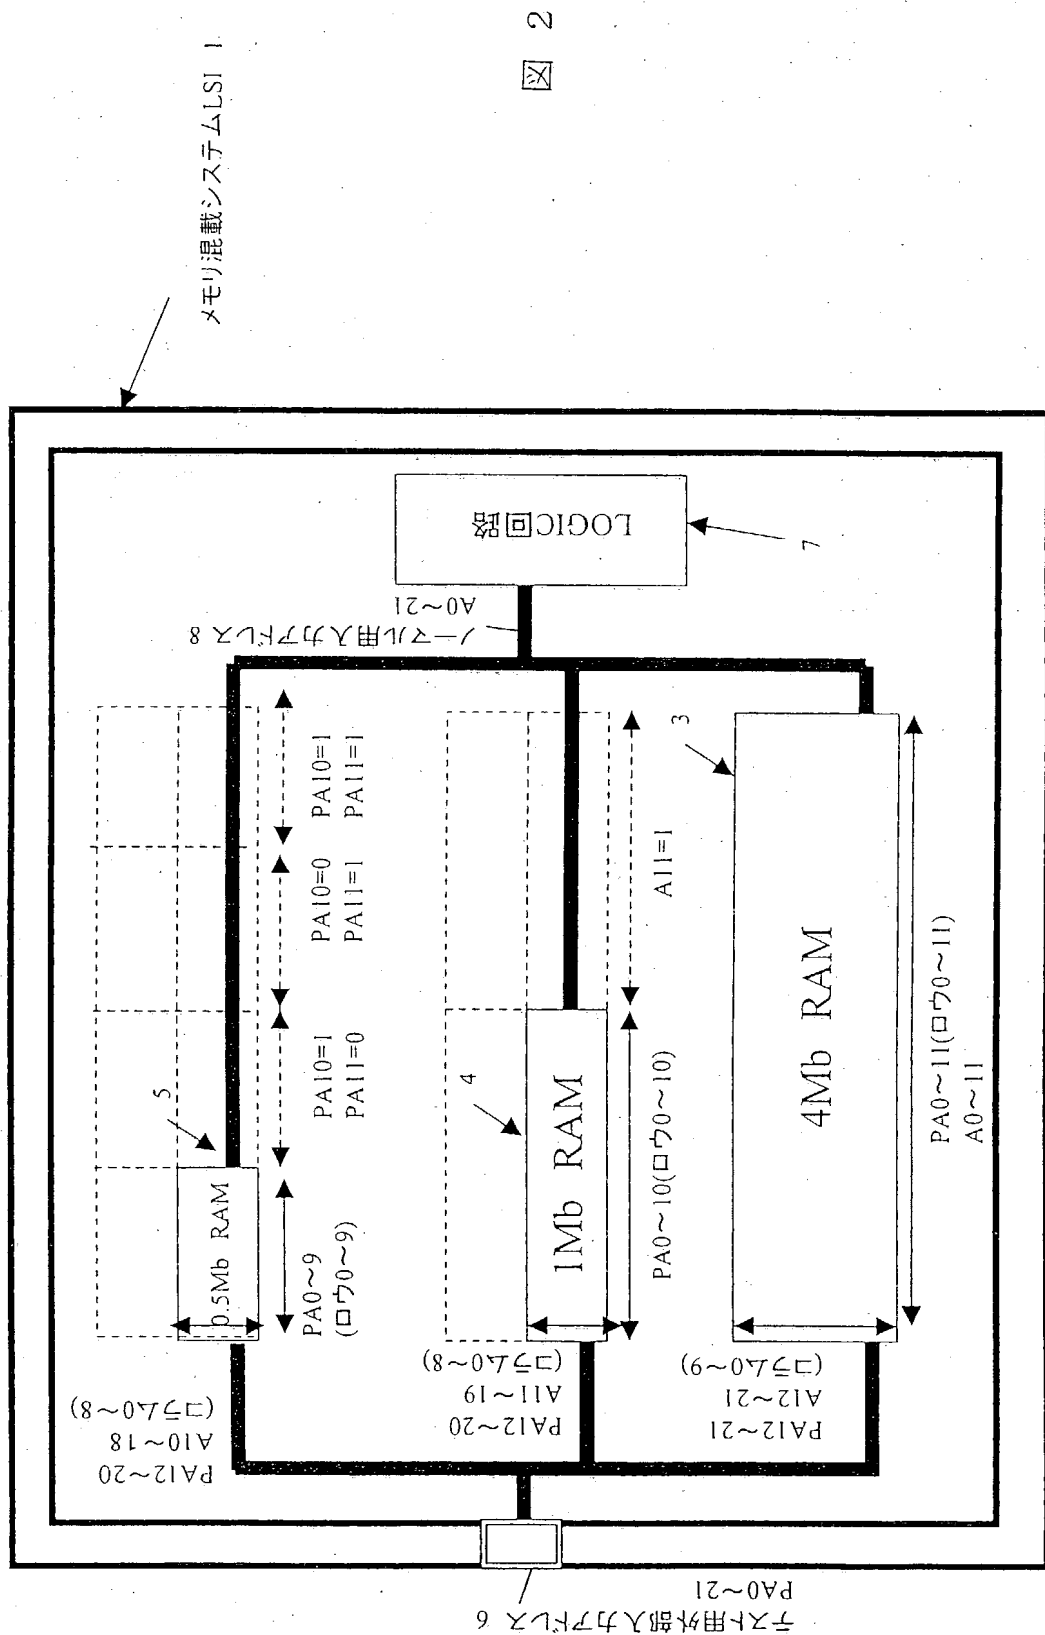 図 2
メモリ混載システムLSI 1
LOGIC回路
7
A0~21
ノーマル用入力アドレス 8
PA10=1
PA11=1
PA10=0
PA11=1
PA10=1
PA11=0
5
0.5Mb RAM
PA0~9
(ロウ0~9)
(コラム0~8)
A10~18
PA12~20
A11=1
4
1Mb RAM
PA0~10(ロウ0~10)
(コラム0~8)
A11~19
PA12~20
3
4Mb RAM
PA0~11(ロウ0~11)
A0~11
(コラム0~9)
A12~21
PA12~21
PA0~21
テスト用外部入力アドレス 6